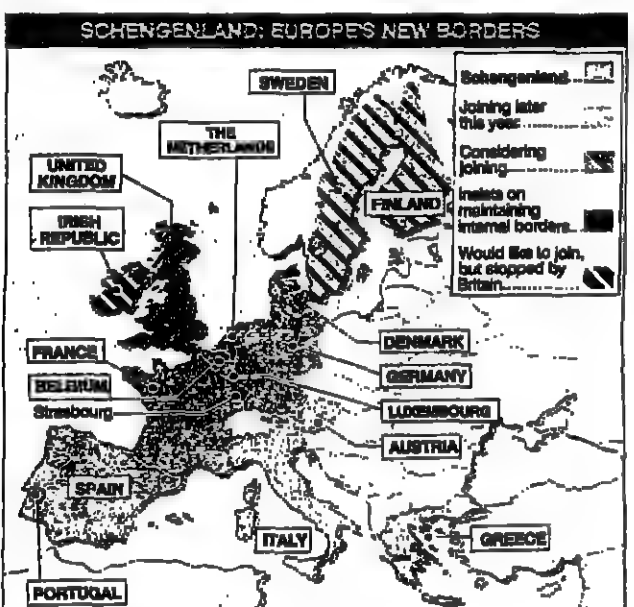 SCHENGENLAND: EUROPE'S NEW BORDERS
Schengenland
Joining later
this year
Considering
joining
Insists on
maintaining
internal borders
Would like to join,
but stopped by
Britain
SWEDEN
THE
NETHERLANDS
UNITED
KINGDOM
FINLAND
IRISH
REPUBLIC
FRANCE
DENMARK
BELGIUM
GERMANY
Strasbourg
LUXEMBOURG
AUSTRIA
SPAIN
ITALY
GREECE
PORTUGAL